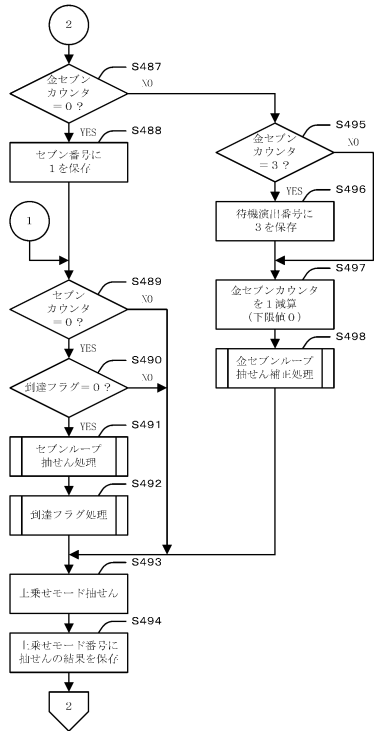 2
S487
金セブン
カウンタ
=0？
NO
YES
S488
セブン番号に
1を保存
S495
金セブン
カウンタ
=3？
NO
YES
S496
待機演出番号に
3を保存
1
S489
セブン
カウンタ
=0？
NO
YES
S497
金セブンカウンタ
を1減算
(下限値0)
S490
到達フラグ=0？
NO
YES
S498
金セブンループ
抽せん補正処理
S491
セブンループ
抽せん処理
S492
到達フラグ処理
S493
上乗せモード抽せん
S494
上乗せモード番号に
抽せんの結果を保存
2